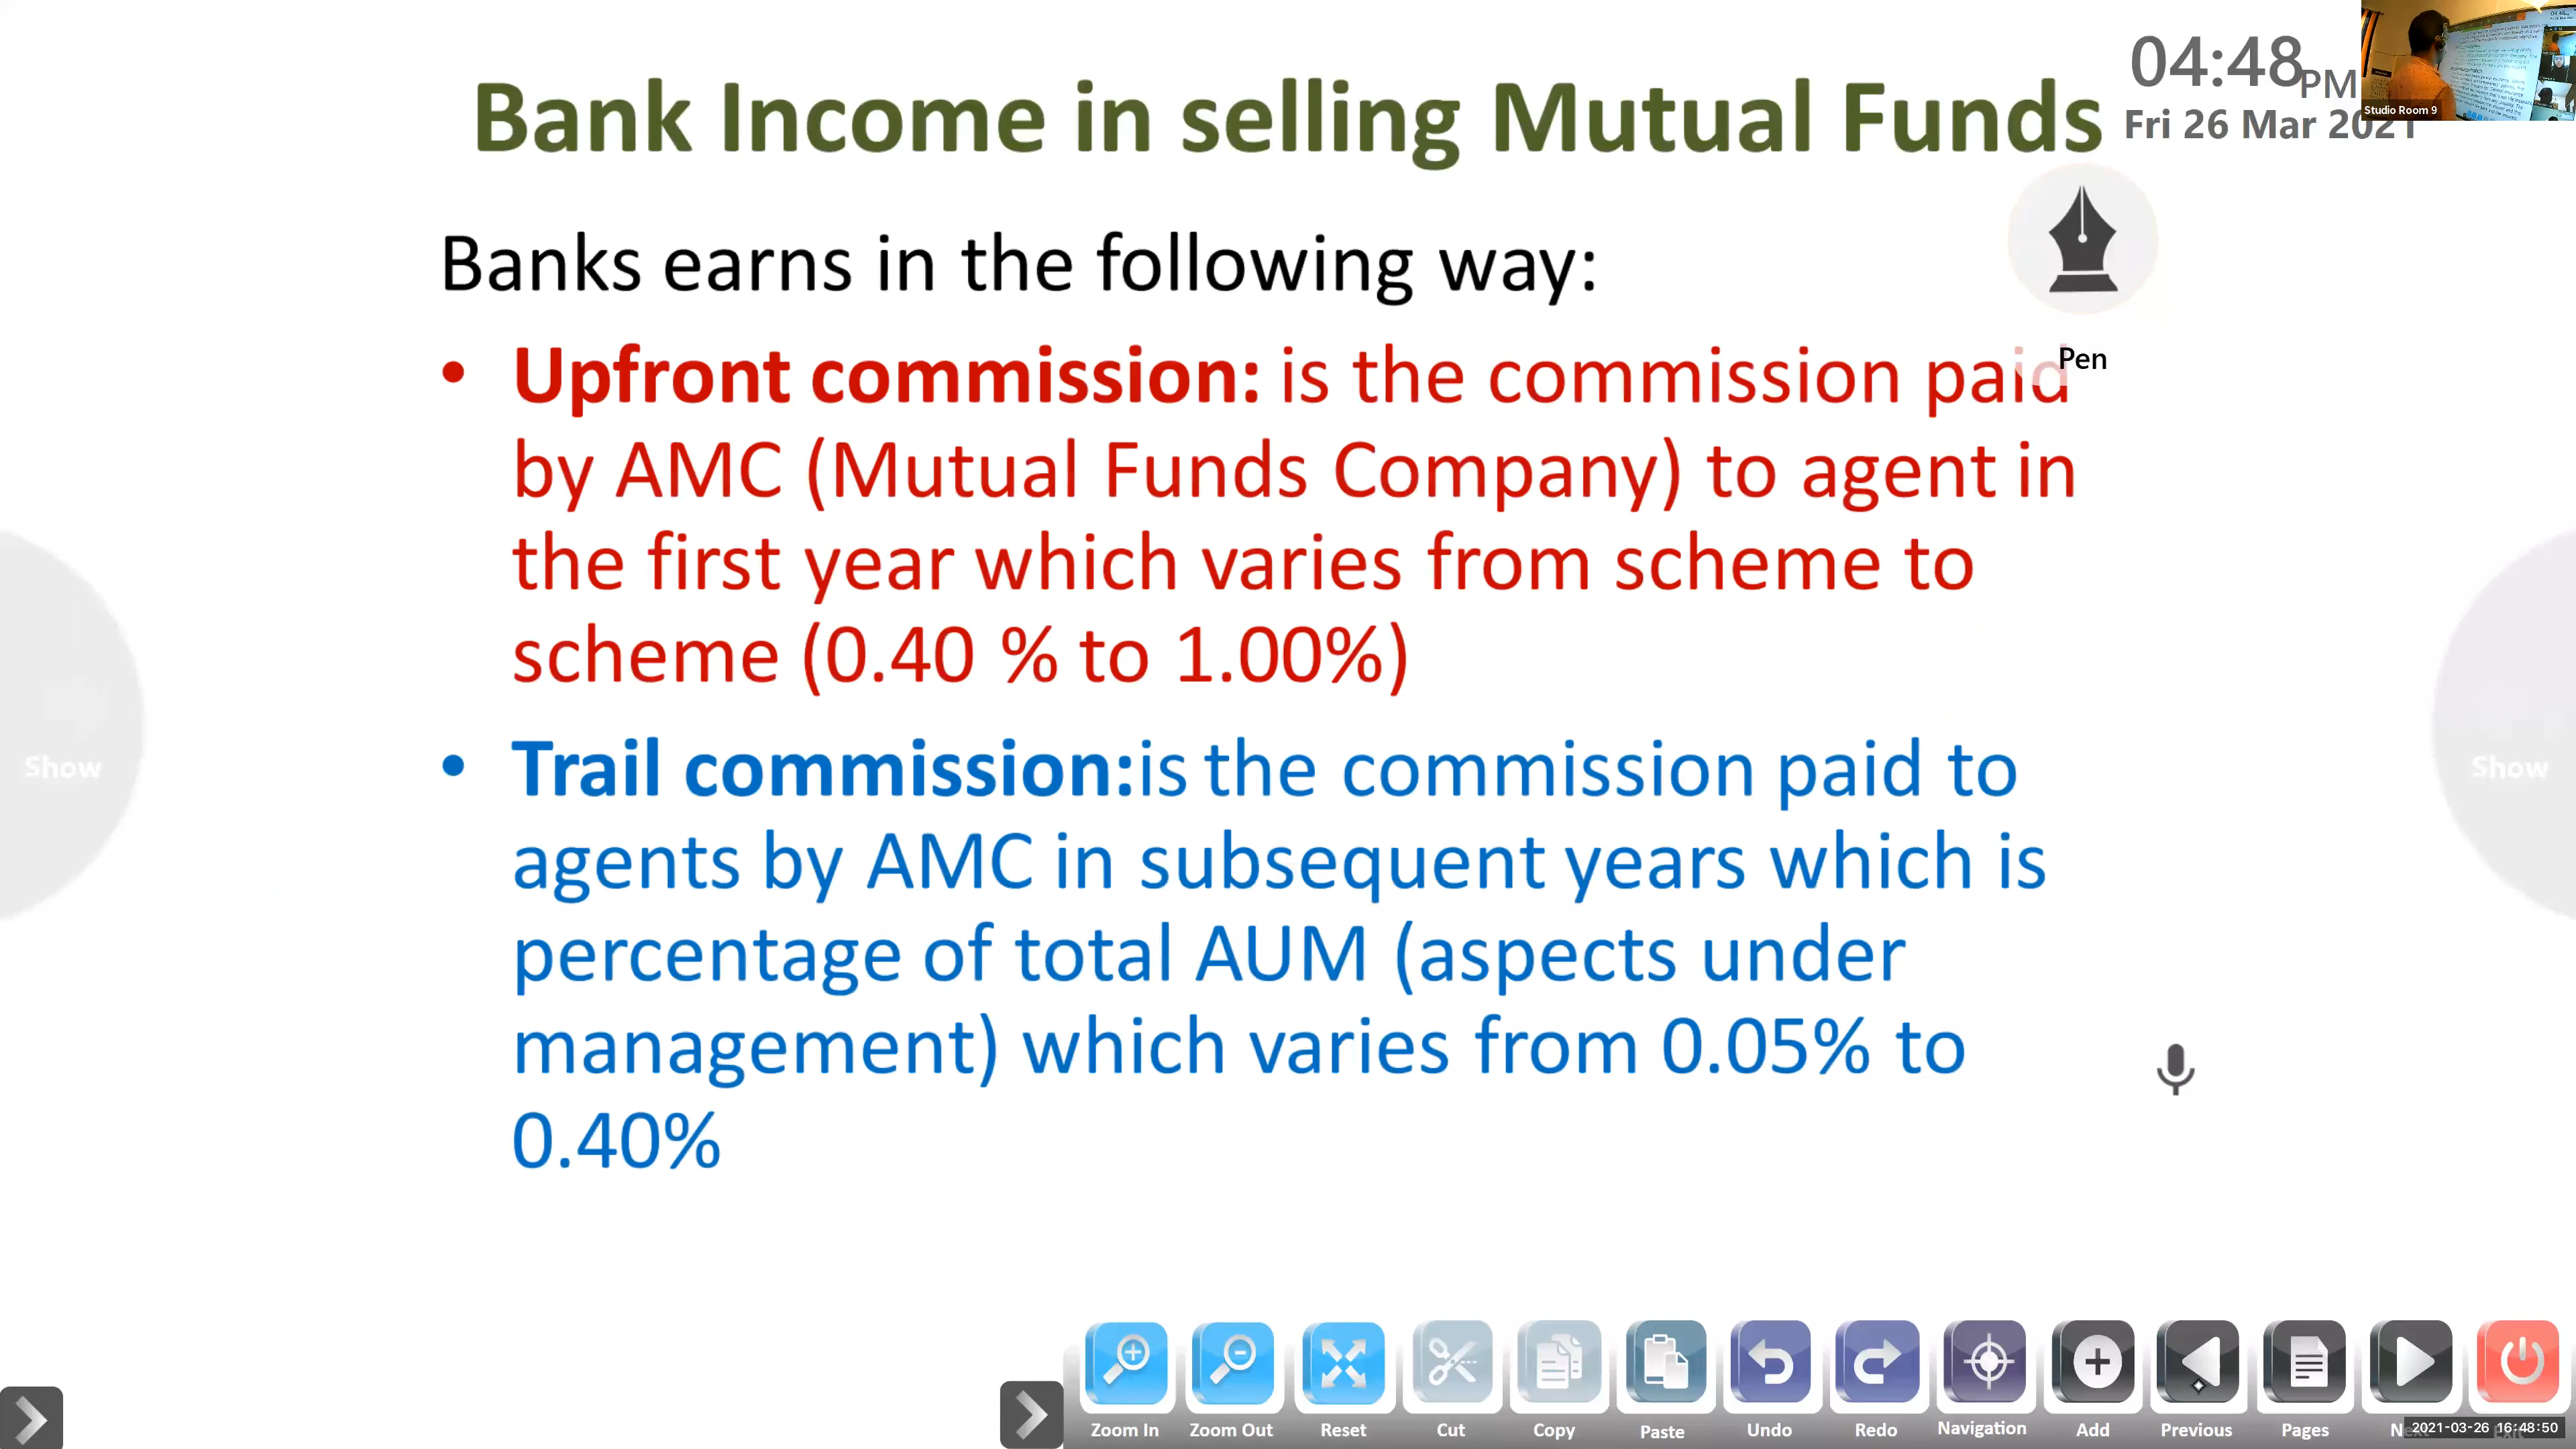 04:48 PM
Fri 26 Mar 2021
Studio Room 9
Bank Income in selling Mutual Funds
Banks earns in the following way:
Pen
• Upfront commission: is the commission paid
by AMC (Mutual Funds Company) to agent in
the first year which varies from scheme to
scheme (0.40 % to 1.00%)
• Trail commission:is the commission paid to
agents by AMC in subsequent years which is
percentage of total AUM (aspects under
management) which varies from 0.05% to
0.40%
Show
Show
Zoom In Zoom Out Reset Cut Copy Paste Undo Redo Navigation Add Previous Pages
2021-03-26 16:48:50